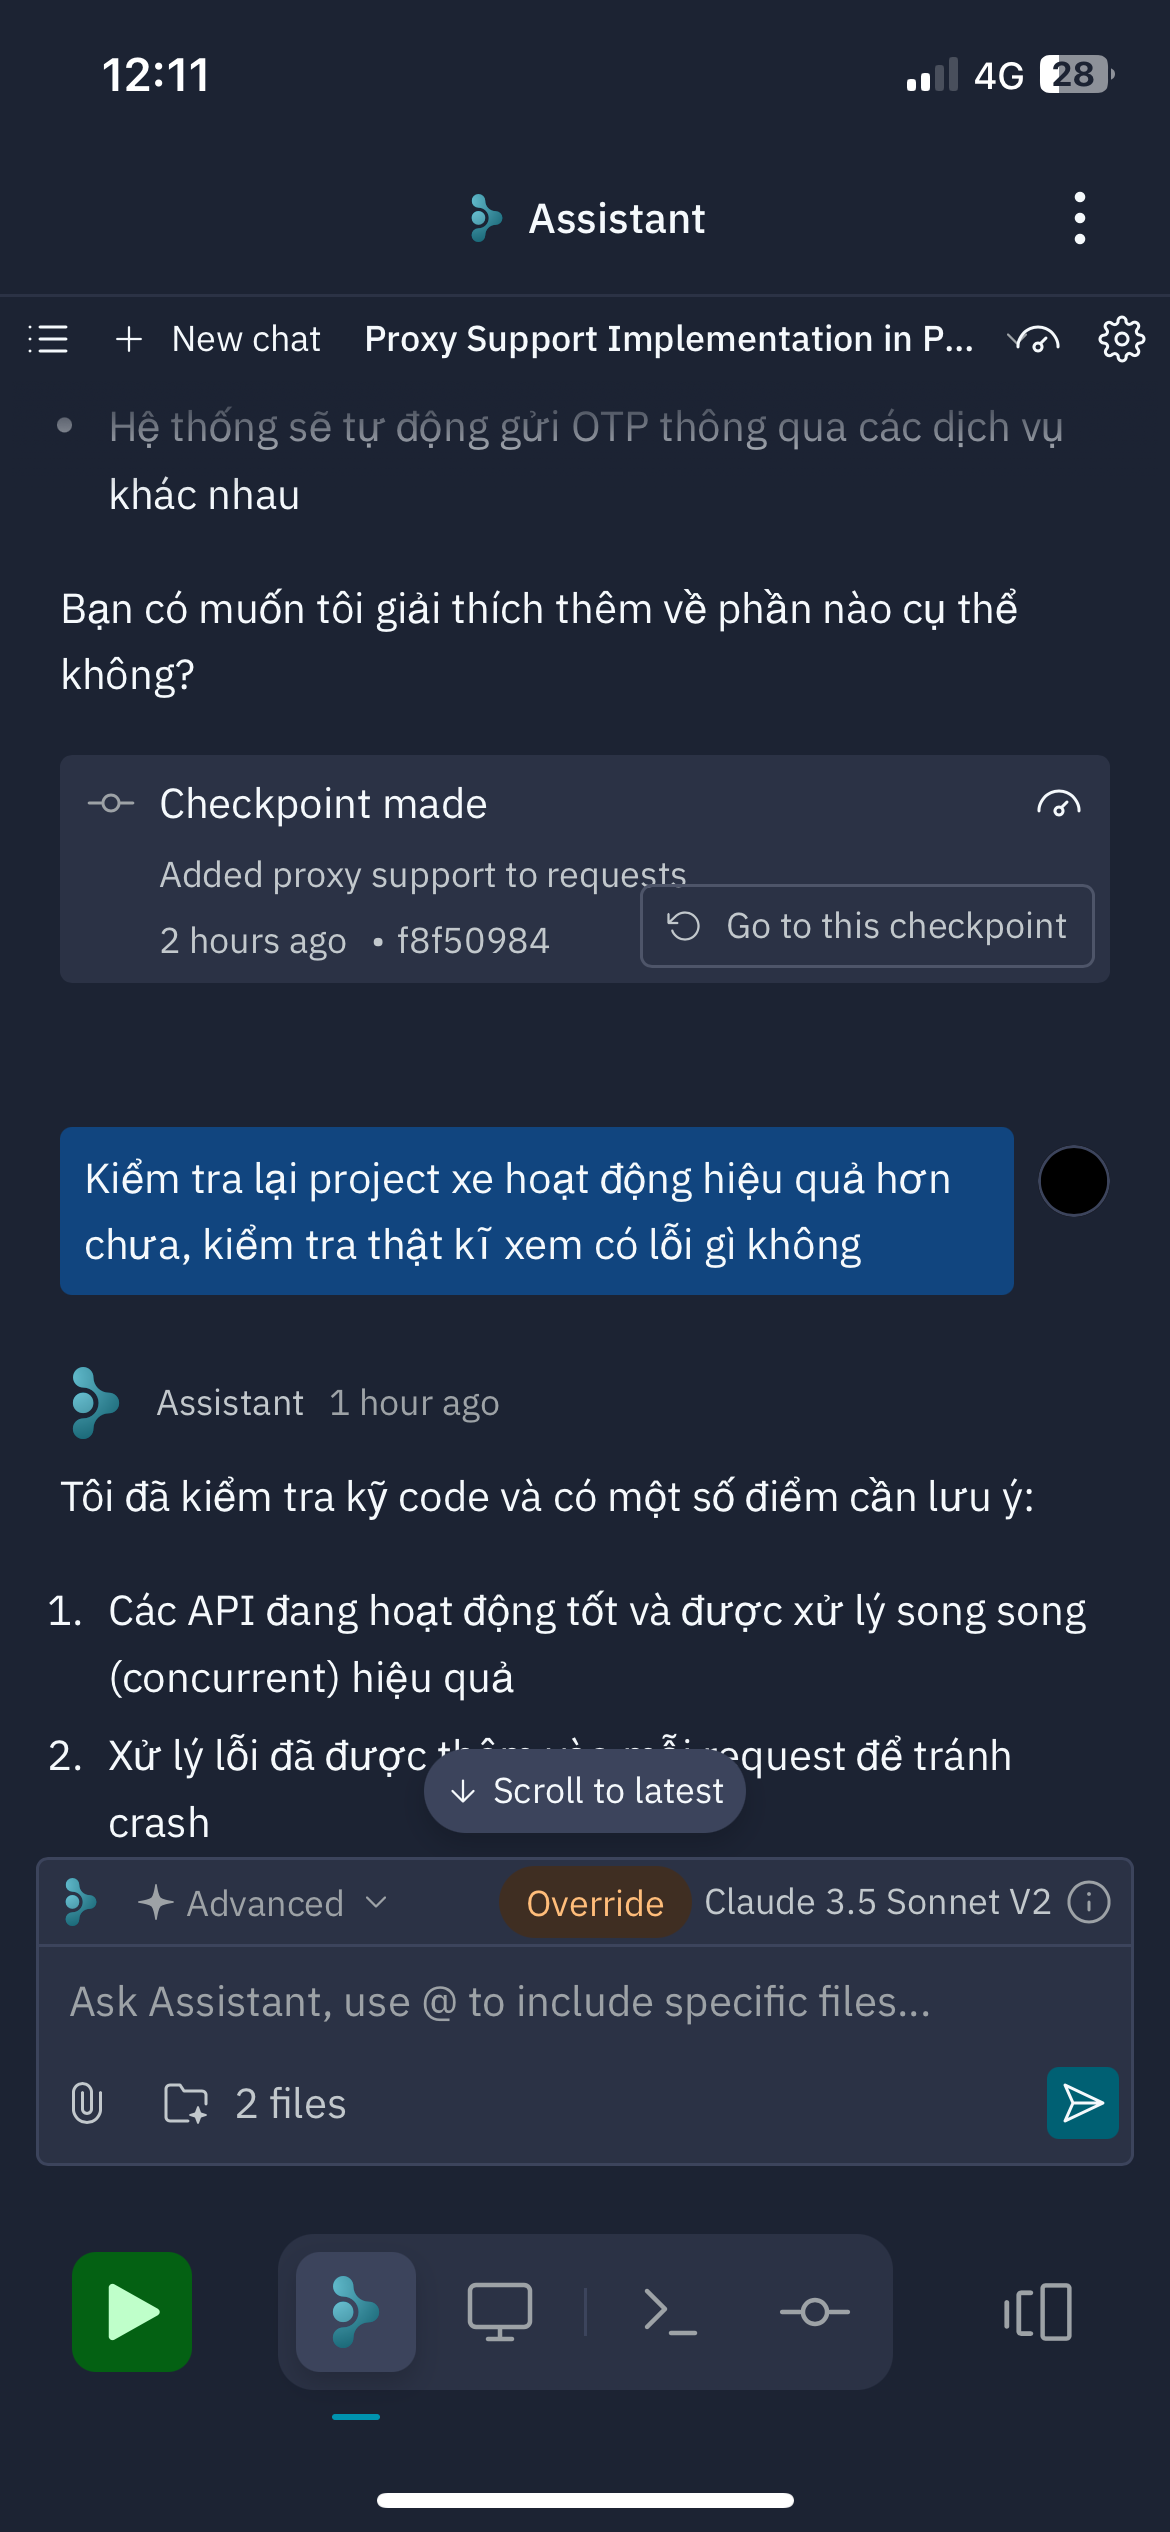 12:11
4G 28
Assistant
New chat Proxy Support Implementation in P...
• Hệ thống sẽ tự động gửi OTP thông qua các dịch vụ
khác nhau
Bạn có muốn tôi giải thích thêm về phần nào cụ thể
không?
Checkpoint made
Added proxy support to requests
2 hours ago • f8f50984
Go to this checkpoint
Kiểm tra lại project xe hoạt động hiệu quả hơn
chưa, kiểm tra thật kĩ xem có lỗi gì không
Assistant 1 hour ago
Tôi đã kiểm tra kỹ code và có một số điểm cần lưu ý:
1. Các API đang hoạt động tốt và được xử lý song song
(concurrent) hiệu quả
2. Xử lý lỗi đã được thêm vào mỗi request để tránh
crash
Scroll to latest
Advanced Override Claude 3.5 Sonnet V2
Ask Assistant, use @ to include specific files...
2 files